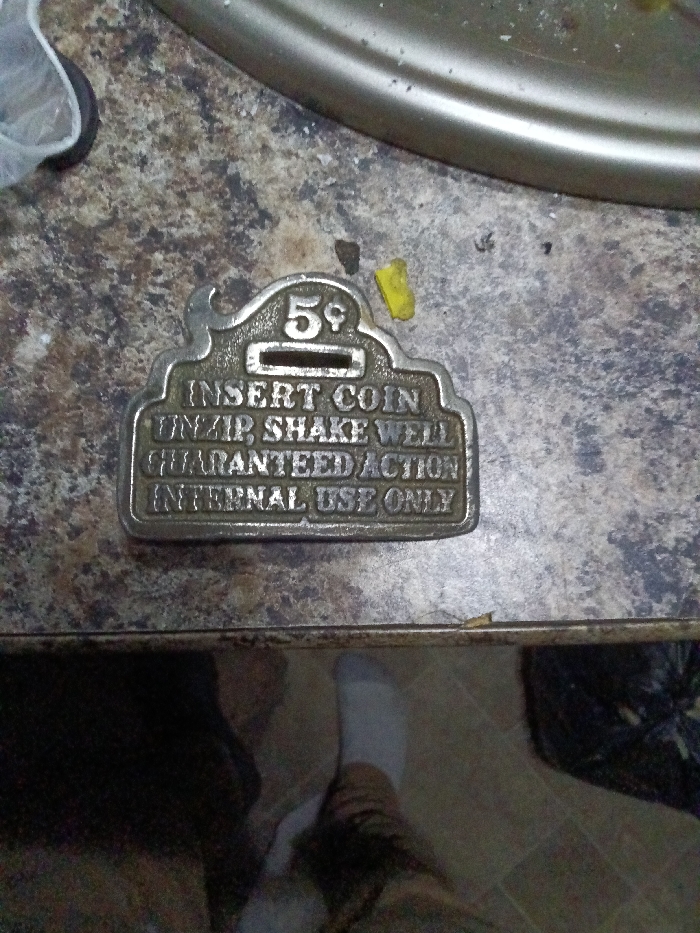 5¢
INSERT COIN
UNZIP, SHAKE WELL
GUARANTEED ACTION
INTERNAL USE ONLY